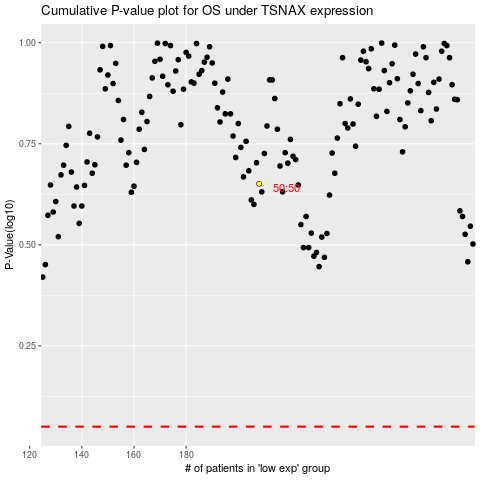 Cumulative P-value plot for OS under TSNAX expression
P-Value(log10)
1.00
0.75
0.50
0.25
50:50
120 140 160 180
# of patients in 'low exp' group